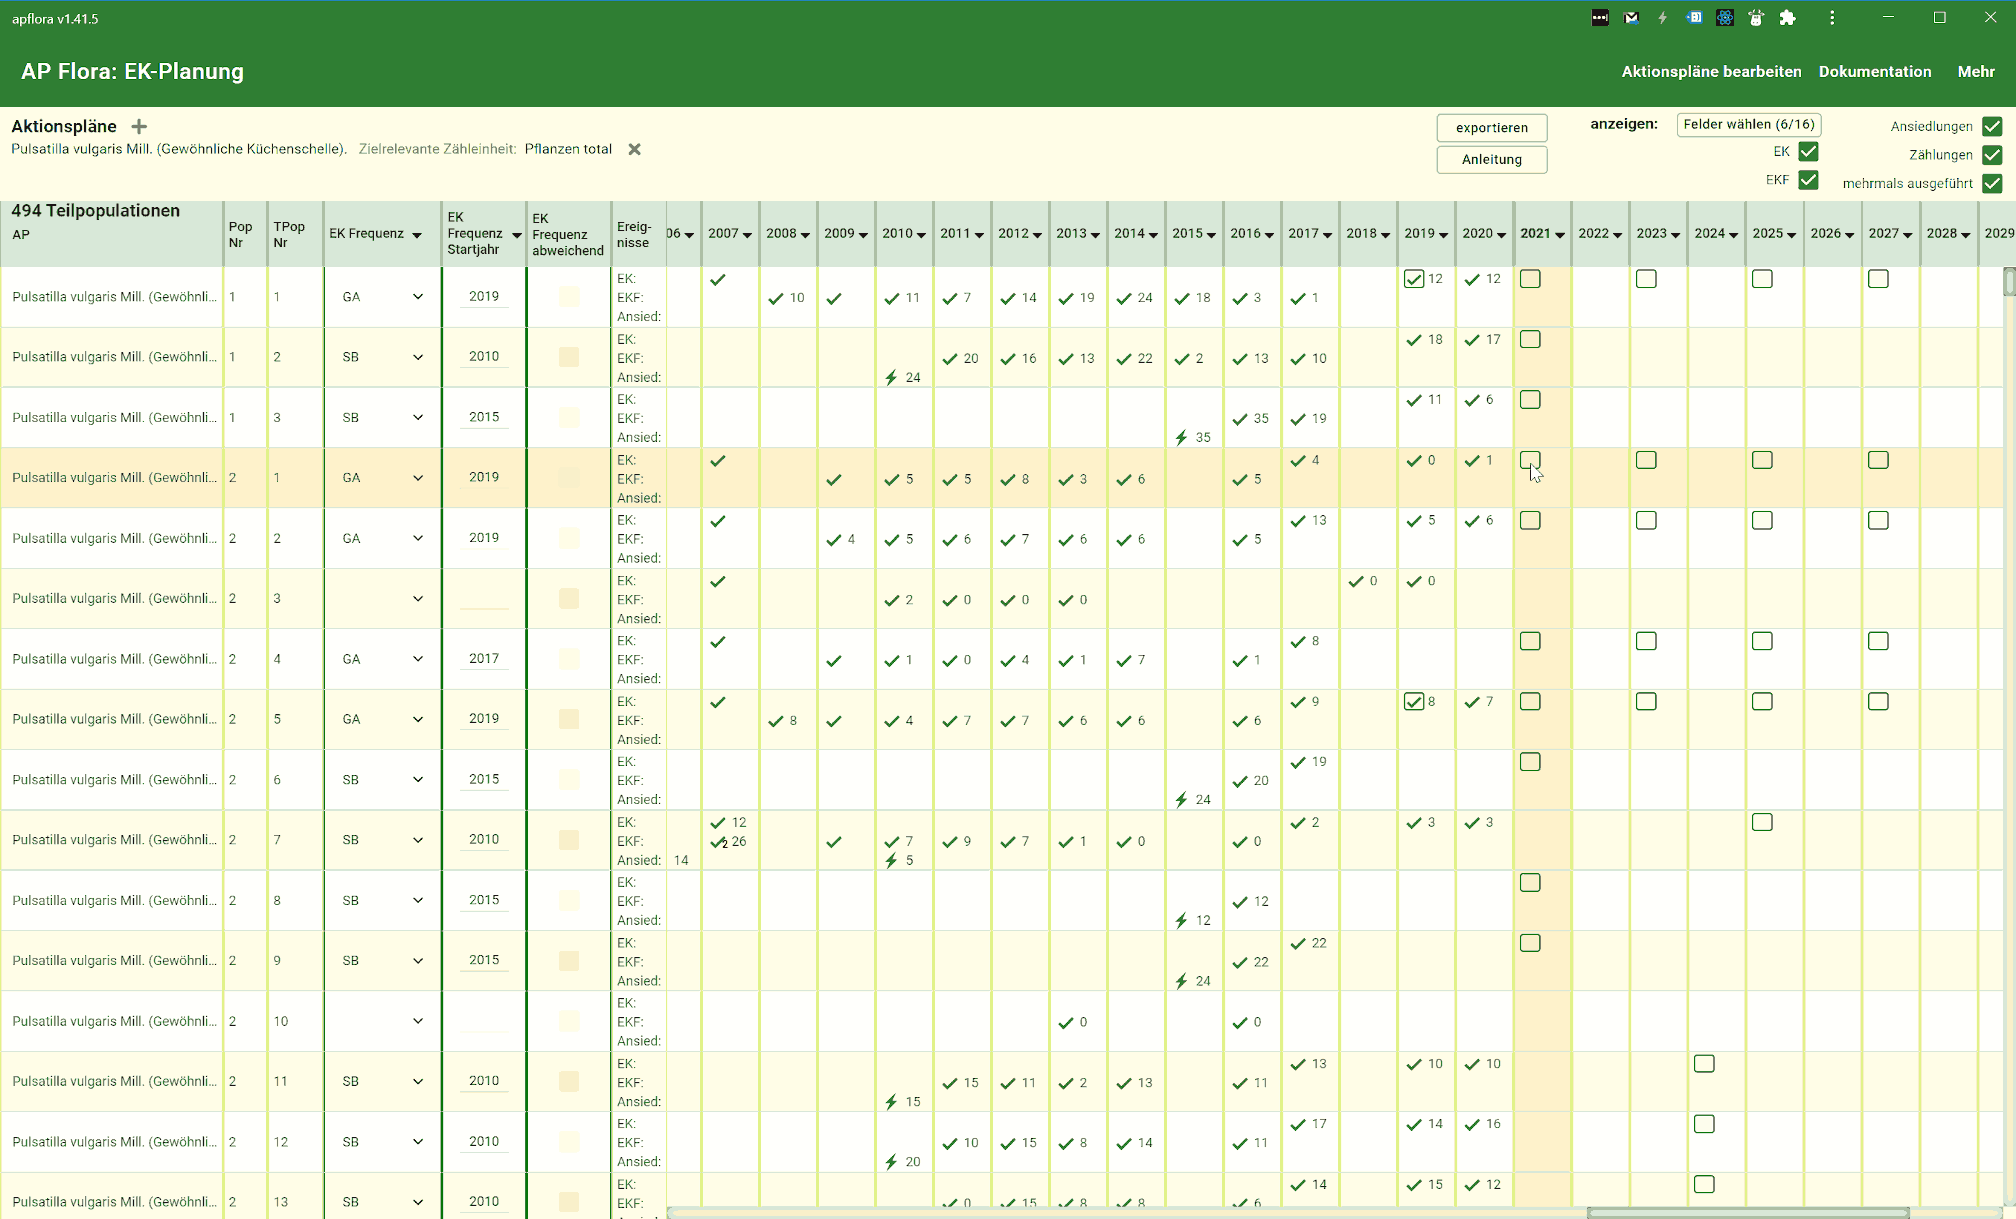 apflora v1.41.5
AP Flora: EK-Planung
Aktionspläne bearbeiten Dokumentation Mehr
Aktionspläne
Pulsatilla vulgaris Mill. (Gewöhnliche Küchenschelle). Zielrelevante Zähleinheit: Pflanzen total
exportieren
Anleitung
anzeigen: Felder wählen (6/16)
EK
EKF
Ansiedlungen
Zählungen
mehrmals ausgeführt
494 Teilpopulationen
AP
Pop Nr
TPop Nr
EK Frequenz
EK Frequenz Startjahr
EK Frequenz abweichend
Ereig-nisse
06 2007 2008 2009 2010 2011 2012 2013 2014 2015 2016 2017 2018 2019 2020 2021 2022 2023 2024 2025 2026 2027 2028 2029
Pulsatilla vulgaris Mill. (Gewöhnli... 1 1 GA 2019
EK: 12 12
EKF: 10 11 7 14 19 24 18 3 1
Ansied:
Pulsatilla vulgaris Mill. (Gewöhnli... 1 2 SB 2010
EK: 18 17
EKF: 20 16 13 22 2 13 10
Ansied: 24
Pulsatilla vulgaris Mill. (Gewöhnli... 1 3 SB 2015
EK: 11 6
EKF: 35 19
Ansied: 35
Pulsatilla vulgaris Mill. (Gewöhnli... 2 1 GA 2019
EK: 4 0 1
EKF: 5 5 8 3 6 5
Ansied:
Pulsatilla vulgaris Mill. (Gewöhnli... 2 2 GA 2019
EK: 13 5 6
EKF: 4 5 6 7 6 6 5
Ansied:
Pulsatilla vulgaris Mill. (Gewöhnli... 2 3
EK: 0 0
EKF: 2 0 0 0
Ansied:
Pulsatilla vulgaris Mill. (Gewöhnli... 2 4 GA 2017
EK: 8
EKF: 1 0 4 1 7 1
Ansied:
Pulsatilla vulgaris Mill. (Gewöhnli... 2 5 GA 2019
EK: 9 8 7
EKF: 8 4 7 7 6 6 6
Ansied:
Pulsatilla vulgaris Mill. (Gewöhnli... 2 6 SB 2015
EK: 19
EKF: 20
Ansied: 24
Pulsatilla vulgaris Mill. (Gewöhnli... 2 7 SB 2010
EK: 12 2 3 3
EKF: 2 26 7 9 7 1 0 0
Ansied: 14 5
Pulsatilla vulgaris Mill. (Gewöhnli... 2 8 SB 2015
EK:
EKF: 12
Ansied: 12
Pulsatilla vulgaris Mill. (Gewöhnli... 2 9 SB 2015
EK: 22
EKF: 22
Ansied: 24
Pulsatilla vulgaris Mill. (Gewöhnli... 2 10
EK:
EKF: 0 0
Ansied:
Pulsatilla vulgaris Mill. (Gewöhnli... 2 11 SB 2010
EK: 13 10 10
EKF: 15 11 2 13 11
Ansied: 15
Pulsatilla vulgaris Mill. (Gewöhnli... 2 12 SB 2010
EK: 17 14 16
EKF: 10 15 8 14 11
Ansied: 20
Pulsatilla vulgaris Mill. (Gewöhnli... 2 13 SB 2010
EK: 14 15 12
EKF: 0 15 8 8 6